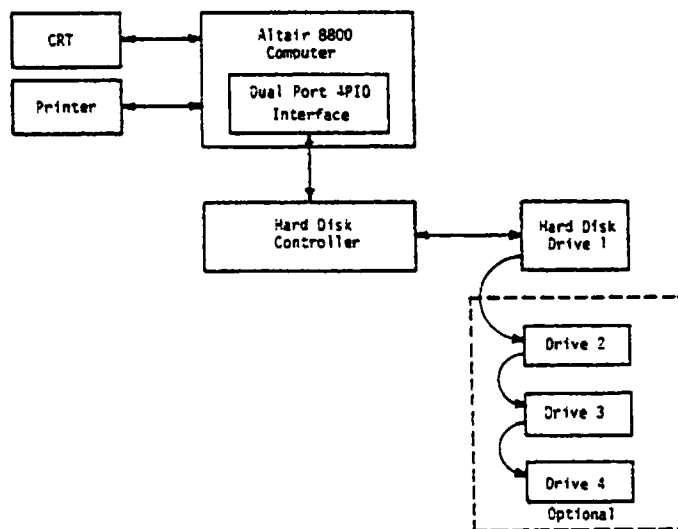 CRT
Altair 8800
Computer
Printer
Dual Port 4PIO
Interface
Hard Disk
Controller
Hard Disk
Drive 1
Drive 2
Drive 3
Drive 4
Optional